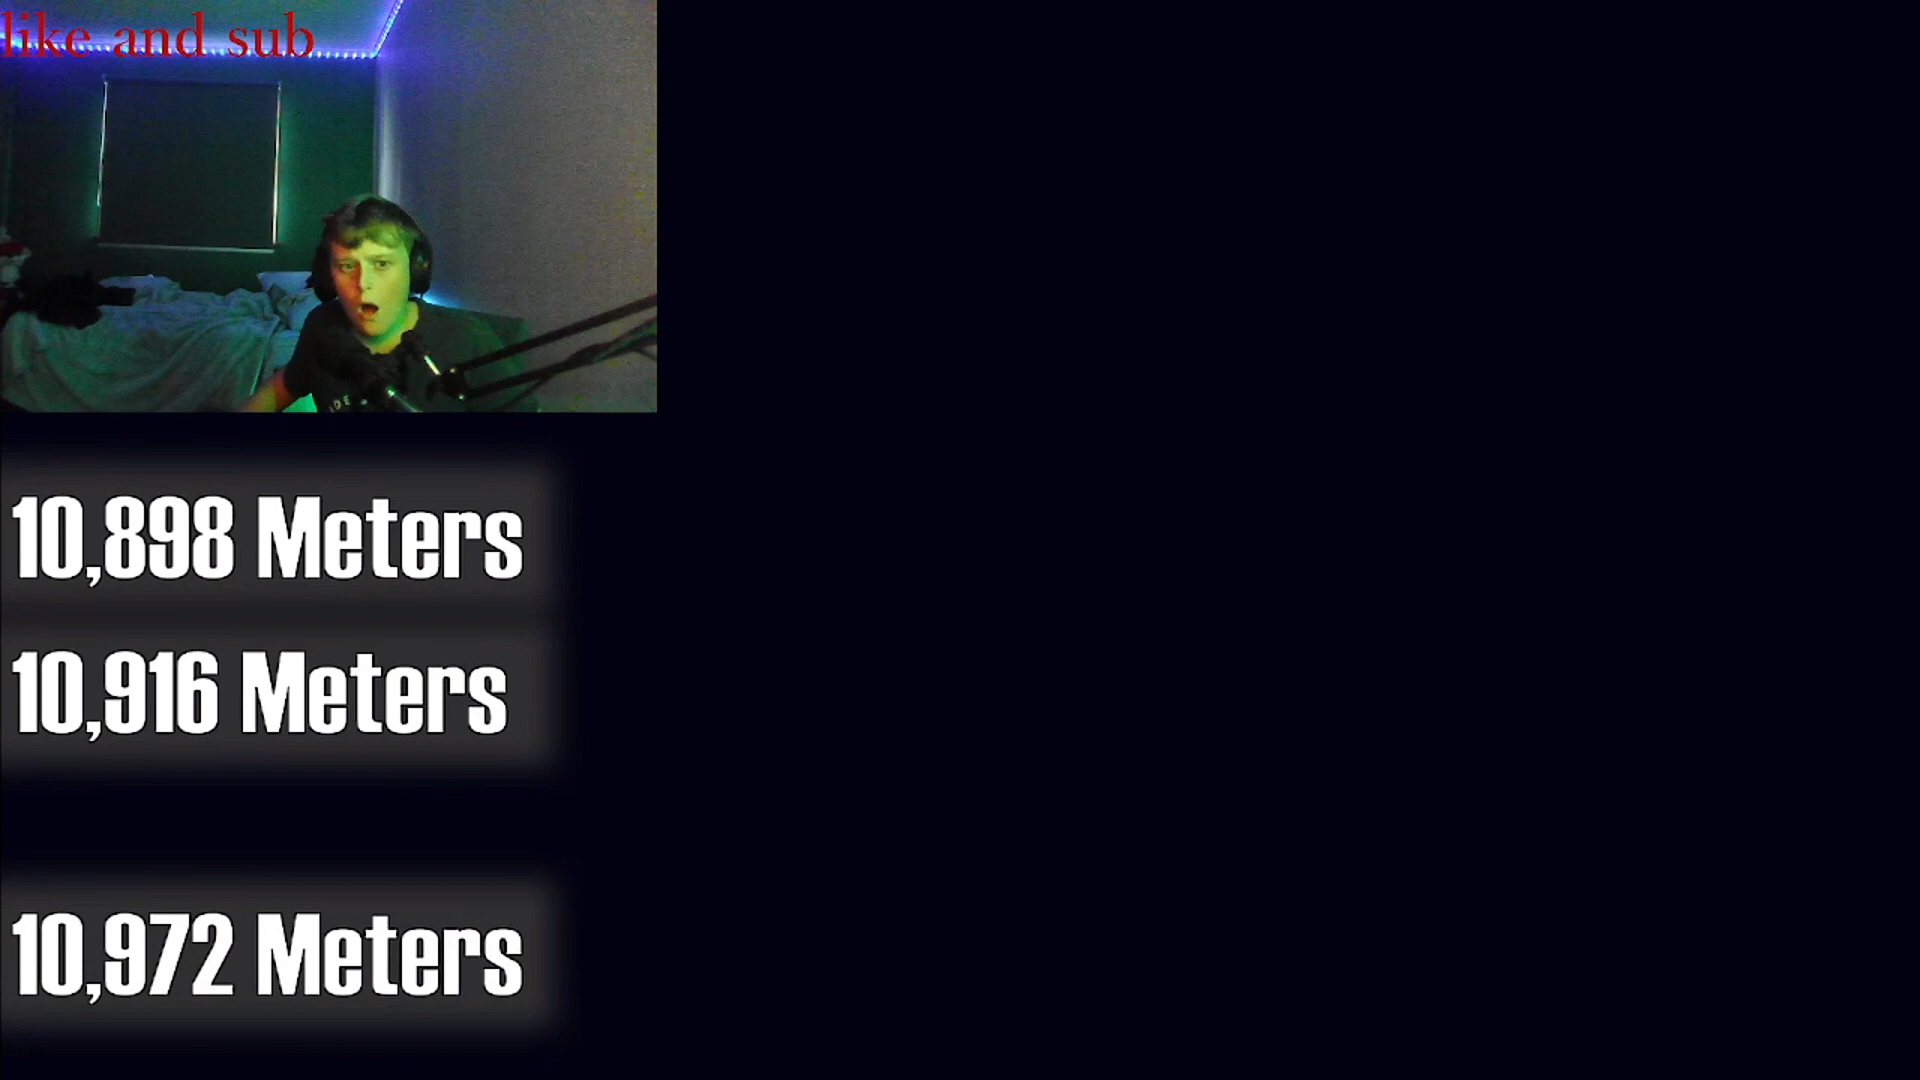 like and sub
10,898 Meters
10,916 Meters
10,972 Meters